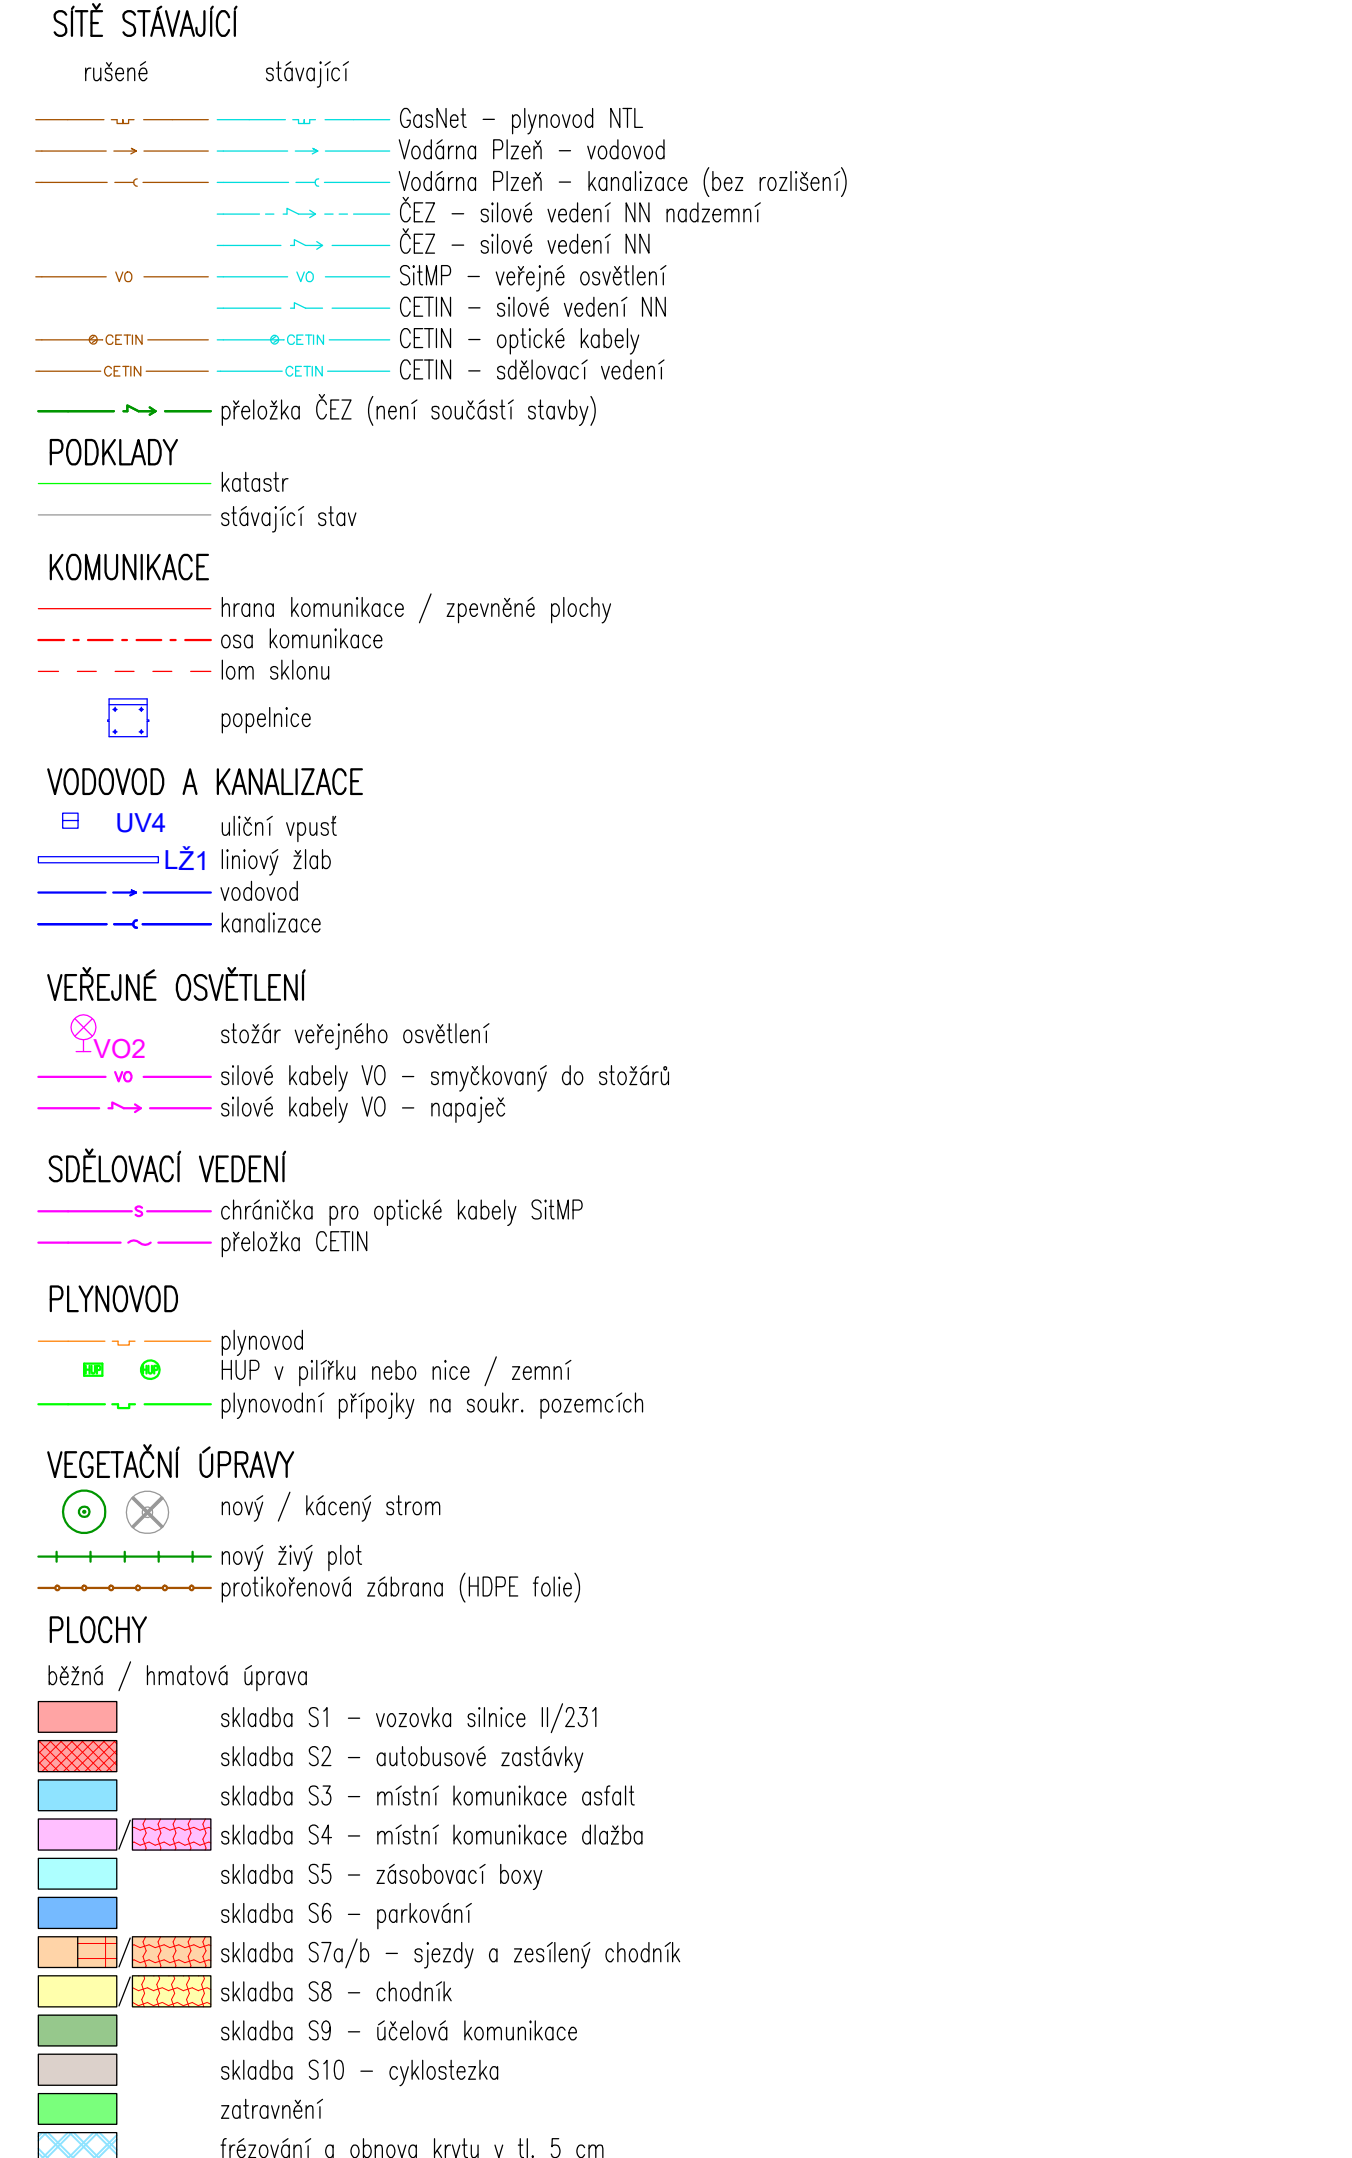 SÍTĚ STÁVAJÍCÍ
rušené stávající
GasNet – plynovod NTL
Vodárna Plzeň – vodovod
Vodárna Plzeň – kanalizace (bez rozlišení)
ČEZ – silové vedení NN nadzemní
ČEZ – silové vedení NN
VO VO SitMP – veřejné osvětlení
CETIN – silové vedení NN
CETIN CETIN CETIN – optické kabely
CETIN CETIN CETIN – sdělovací vedení
přeložka ČEZ (není součástí stavby)
PODKLADY
katastr
stávající stav
KOMUNIKACE
hrana komunikace / zpevněné plochy
osa komunikace
lom sklonu
popelnice
VODOVOD A KANALIZACE
UV4 uliční vpusť
LŽ1 liniový žlab
vodovod
kanalizace
VEŘEJNÉ OSVĚTLENÍ
VO2 stožár veřejného osvětlení
VO silové kabely VO – smyčkovaný do stožárů
silové kabely VO – napaječ
SDĚLOVACÍ VEDENÍ
S chránička pro optické kabely SitMP
přeložka CETIN
PLYNOVOD
plynovod
HUP HUP HUP v pilířku nebo nice / zemní
plynovodní přípojky na soukr. pozemcích
VEGETAČNÍ ÚPRAVY
nový / kácený strom
nový živý plot
protikořenová zábrana (HDPE folie)
PLOCHY
běžná / hmatová úprava
skladba S1 – vozovka silnice II/231
skladba S2 – autobusové zastávky
skladba S3 – místní komunikace asfalt
/ skladba S4 – místní komunikace dlažba
skladba S5 – zásobovací boxy
skladba S6 – parkování
/ skladba S7a/b – sjezdy a zesílený chodník
/ skladba S8 – chodník
skladba S9 – účelová komunikace
skladba S10 – cyklostezka
zatravnění
frézování a obnova krytu v tl. 5 cm